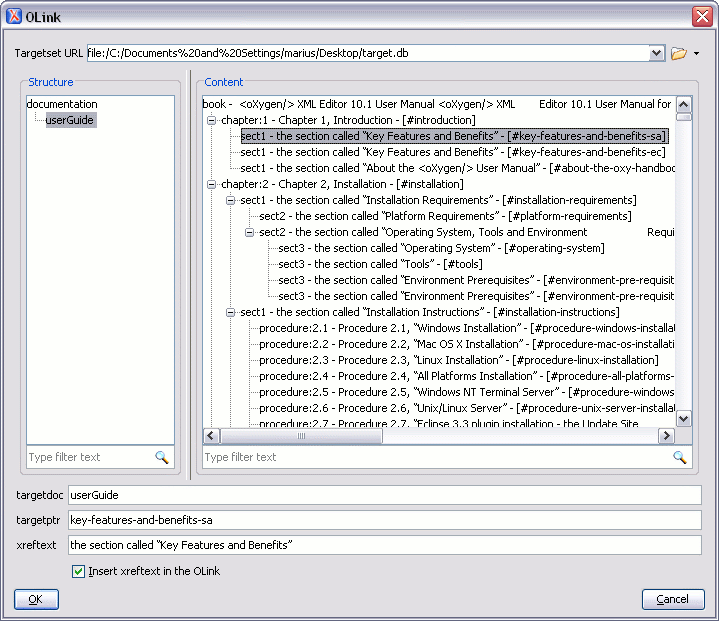 OLink
Targetset URL file:/C:/Documents%20and%20Settings/marius/Desktop/target.db
Structure
documentation
userGuide
Type filter text
Content
book - <oXygen/> XML Editor 10.1 User Manual <oXygen/> XML Editor 10.1 User Manual for
chapter:1 - Chapter 1, Introduction - [#introduction]
sect1 - the section called “Key Features and Benefits” - [#key-features-and-benefits-sa]
sect1 - the section called “Key Features and Benefits” - [#key-features-and-benefits-ec]
sect1 - the section called “About the <oXygen/> User Manual” - [#about-the-oxy-handboo
chapter:2 - Chapter 2, Installation - [#installation]
sect1 - the section called “Installation Requirements” - [#installation-requirements]
sect2 - the section called “Platform Requirements” - [#platform-requirements]
sect2 - the section called “Operating System, Tools and Environment Requi
sect3 - the section called “Operating System” - [#operating-system]
sect3 - the section called “Tools” - [#tools]
sect3 - the section called “Environment Prerequisites” - [#environment-pre-requisit
sect3 - the section called “Environment Prerequisites” - [#environment-pre-requisit
sect1 - the section called “Installation Instructions” - [#installation-instructions]
procedure:2.1 - Procedure 2.1, “Windows Installation” - [#procedure-windows-installat
procedure:2.2 - Procedure 2.2, “Mac OS X Installation” - [#procedure-mac-os-installati
procedure:2.3 - Procedure 2.3, “Linux Installation” - [#procedure-linux-installation]
procedure:2.4 - Procedure 2.4, “All Platforms Installation” - [#procedure-all-platforms-
procedure:2.5 - Procedure 2.5, “Windows NT Terminal Server” - [#procedure-window
procedure:2.6 - Procedure 2.6, “Unix/Linux Server” - [#procedure-unix-server-installa
procedure:2.7 - Procedure 2.7, “Eclipse 3.3 plugin installation - the Update Site
Type filter text
targetdoc userGuide
targetptr key-features-and-benefits-sa
xreftext the section called “Key Features and Benefits”
Insert xreftext in the OLink
OK
Cancel